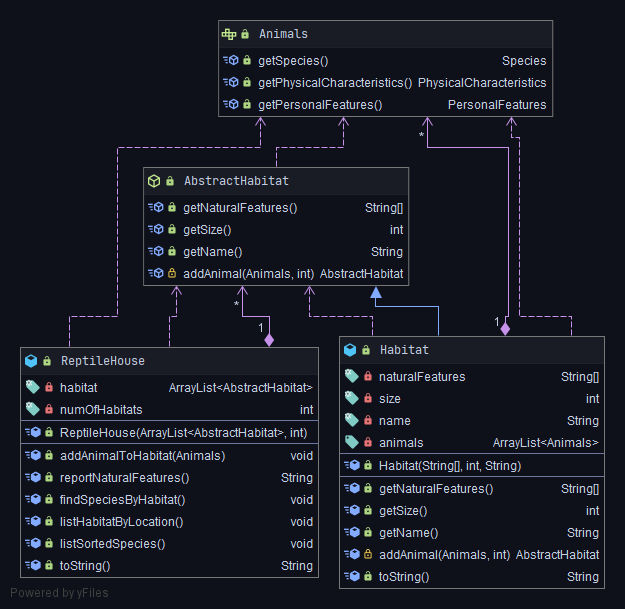 Animals
getSpecies() Species
getPhysicalCharacteristics() PhysicalCharacteristics
getPersonalFeatures() PersonalFeatures
*
AbstractHabitat
getNaturalFeatures() String[]
getSize() int
getName() String
addAnimal(Animals, int) AbstractHabitat
*
1
1
ReptileHouse
habitat ArrayList<AbstractHabitat>
numOfHabitats int
ReptileHouse(ArrayList<AbstractHabitat>, int)
addAnimalToHabitat(Animals) void
reportNaturalFeatures() String
findSpeciesByHabitat() void
listHabitatByLocation() void
listSortedSpecies() void
toString() String
Habitat
naturalFeatures String[]
size int
name String
animals ArrayList<Animals>
Habitat(String[], int, String)
getNaturalFeatures() String[]
getSize() int
getName() String
addAnimal(Animals, int) AbstractHabitat
toString() String
Powered by yFiles